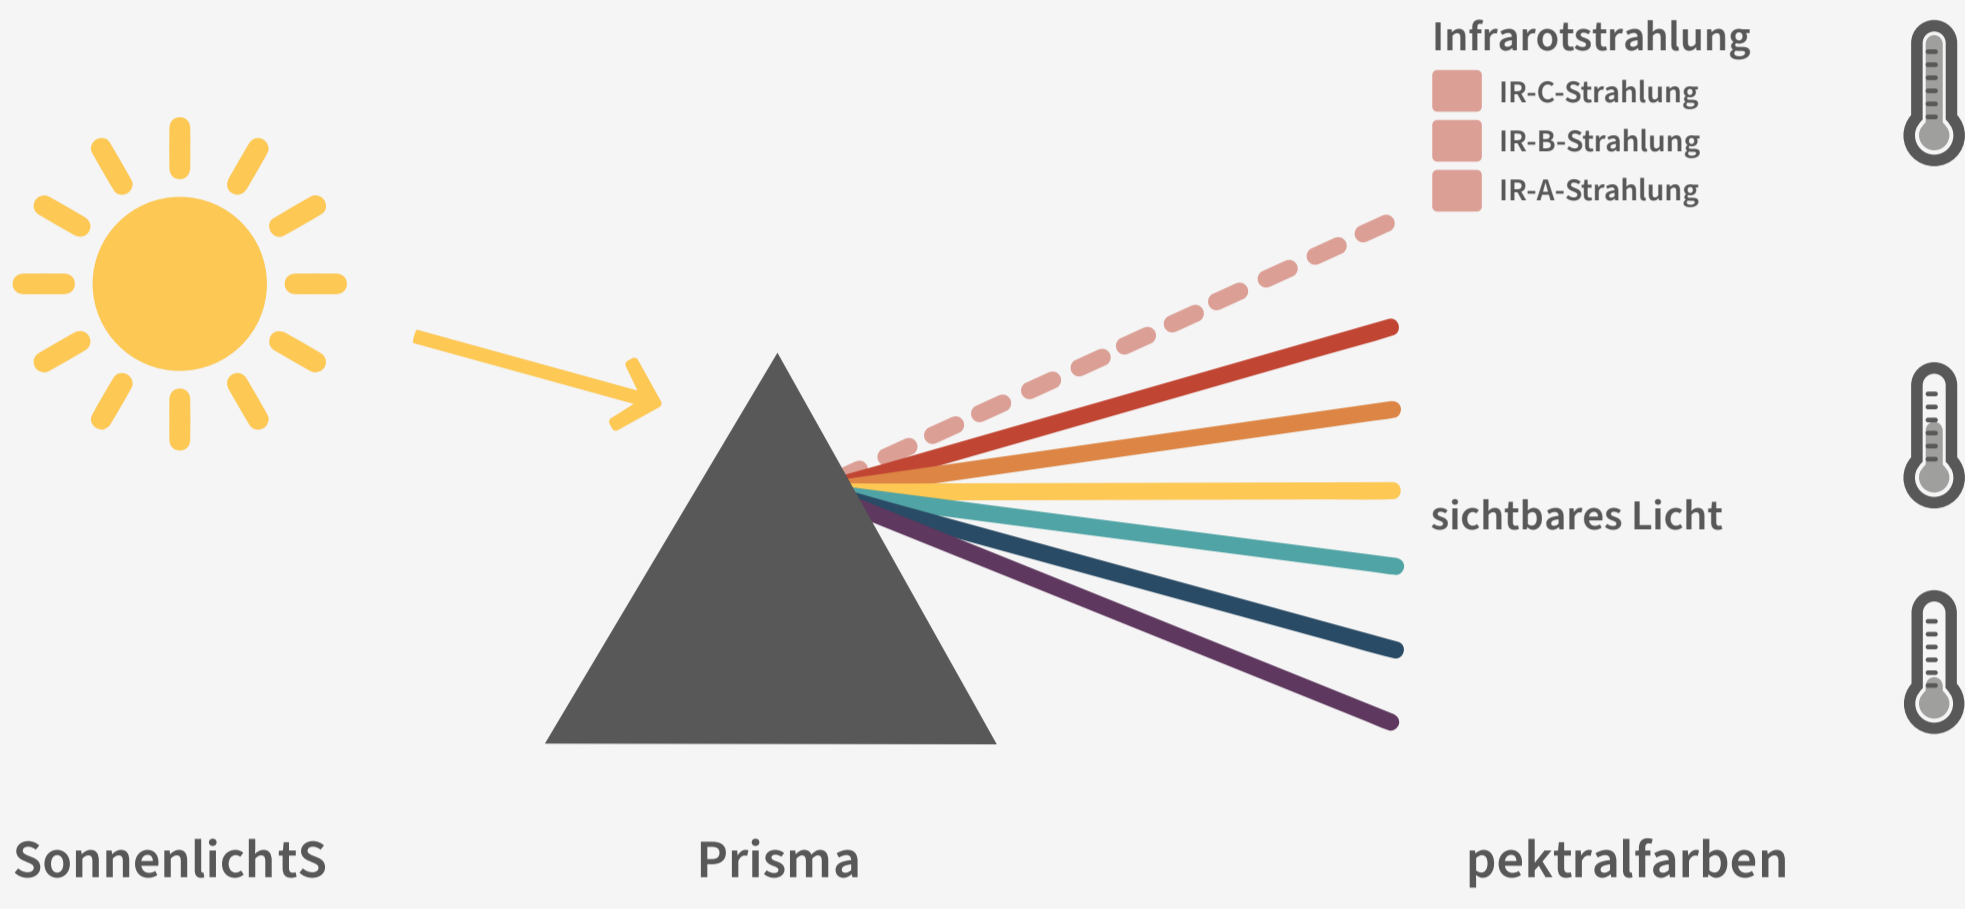 Infrarotstrahlung
IR-C-Strahlung
IR-B-Strahlung
IR-A-Strahlung
sichtbares Licht
SonnenlichtS
Prisma
pektralfarben